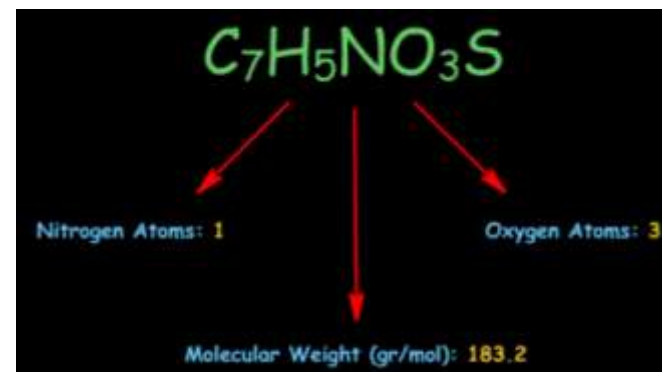 C₇H₅NO₃S
Nitrogen Atoms: 1
Oxygen Atoms: 3
Molecular Weight (gr/mol): 183.2